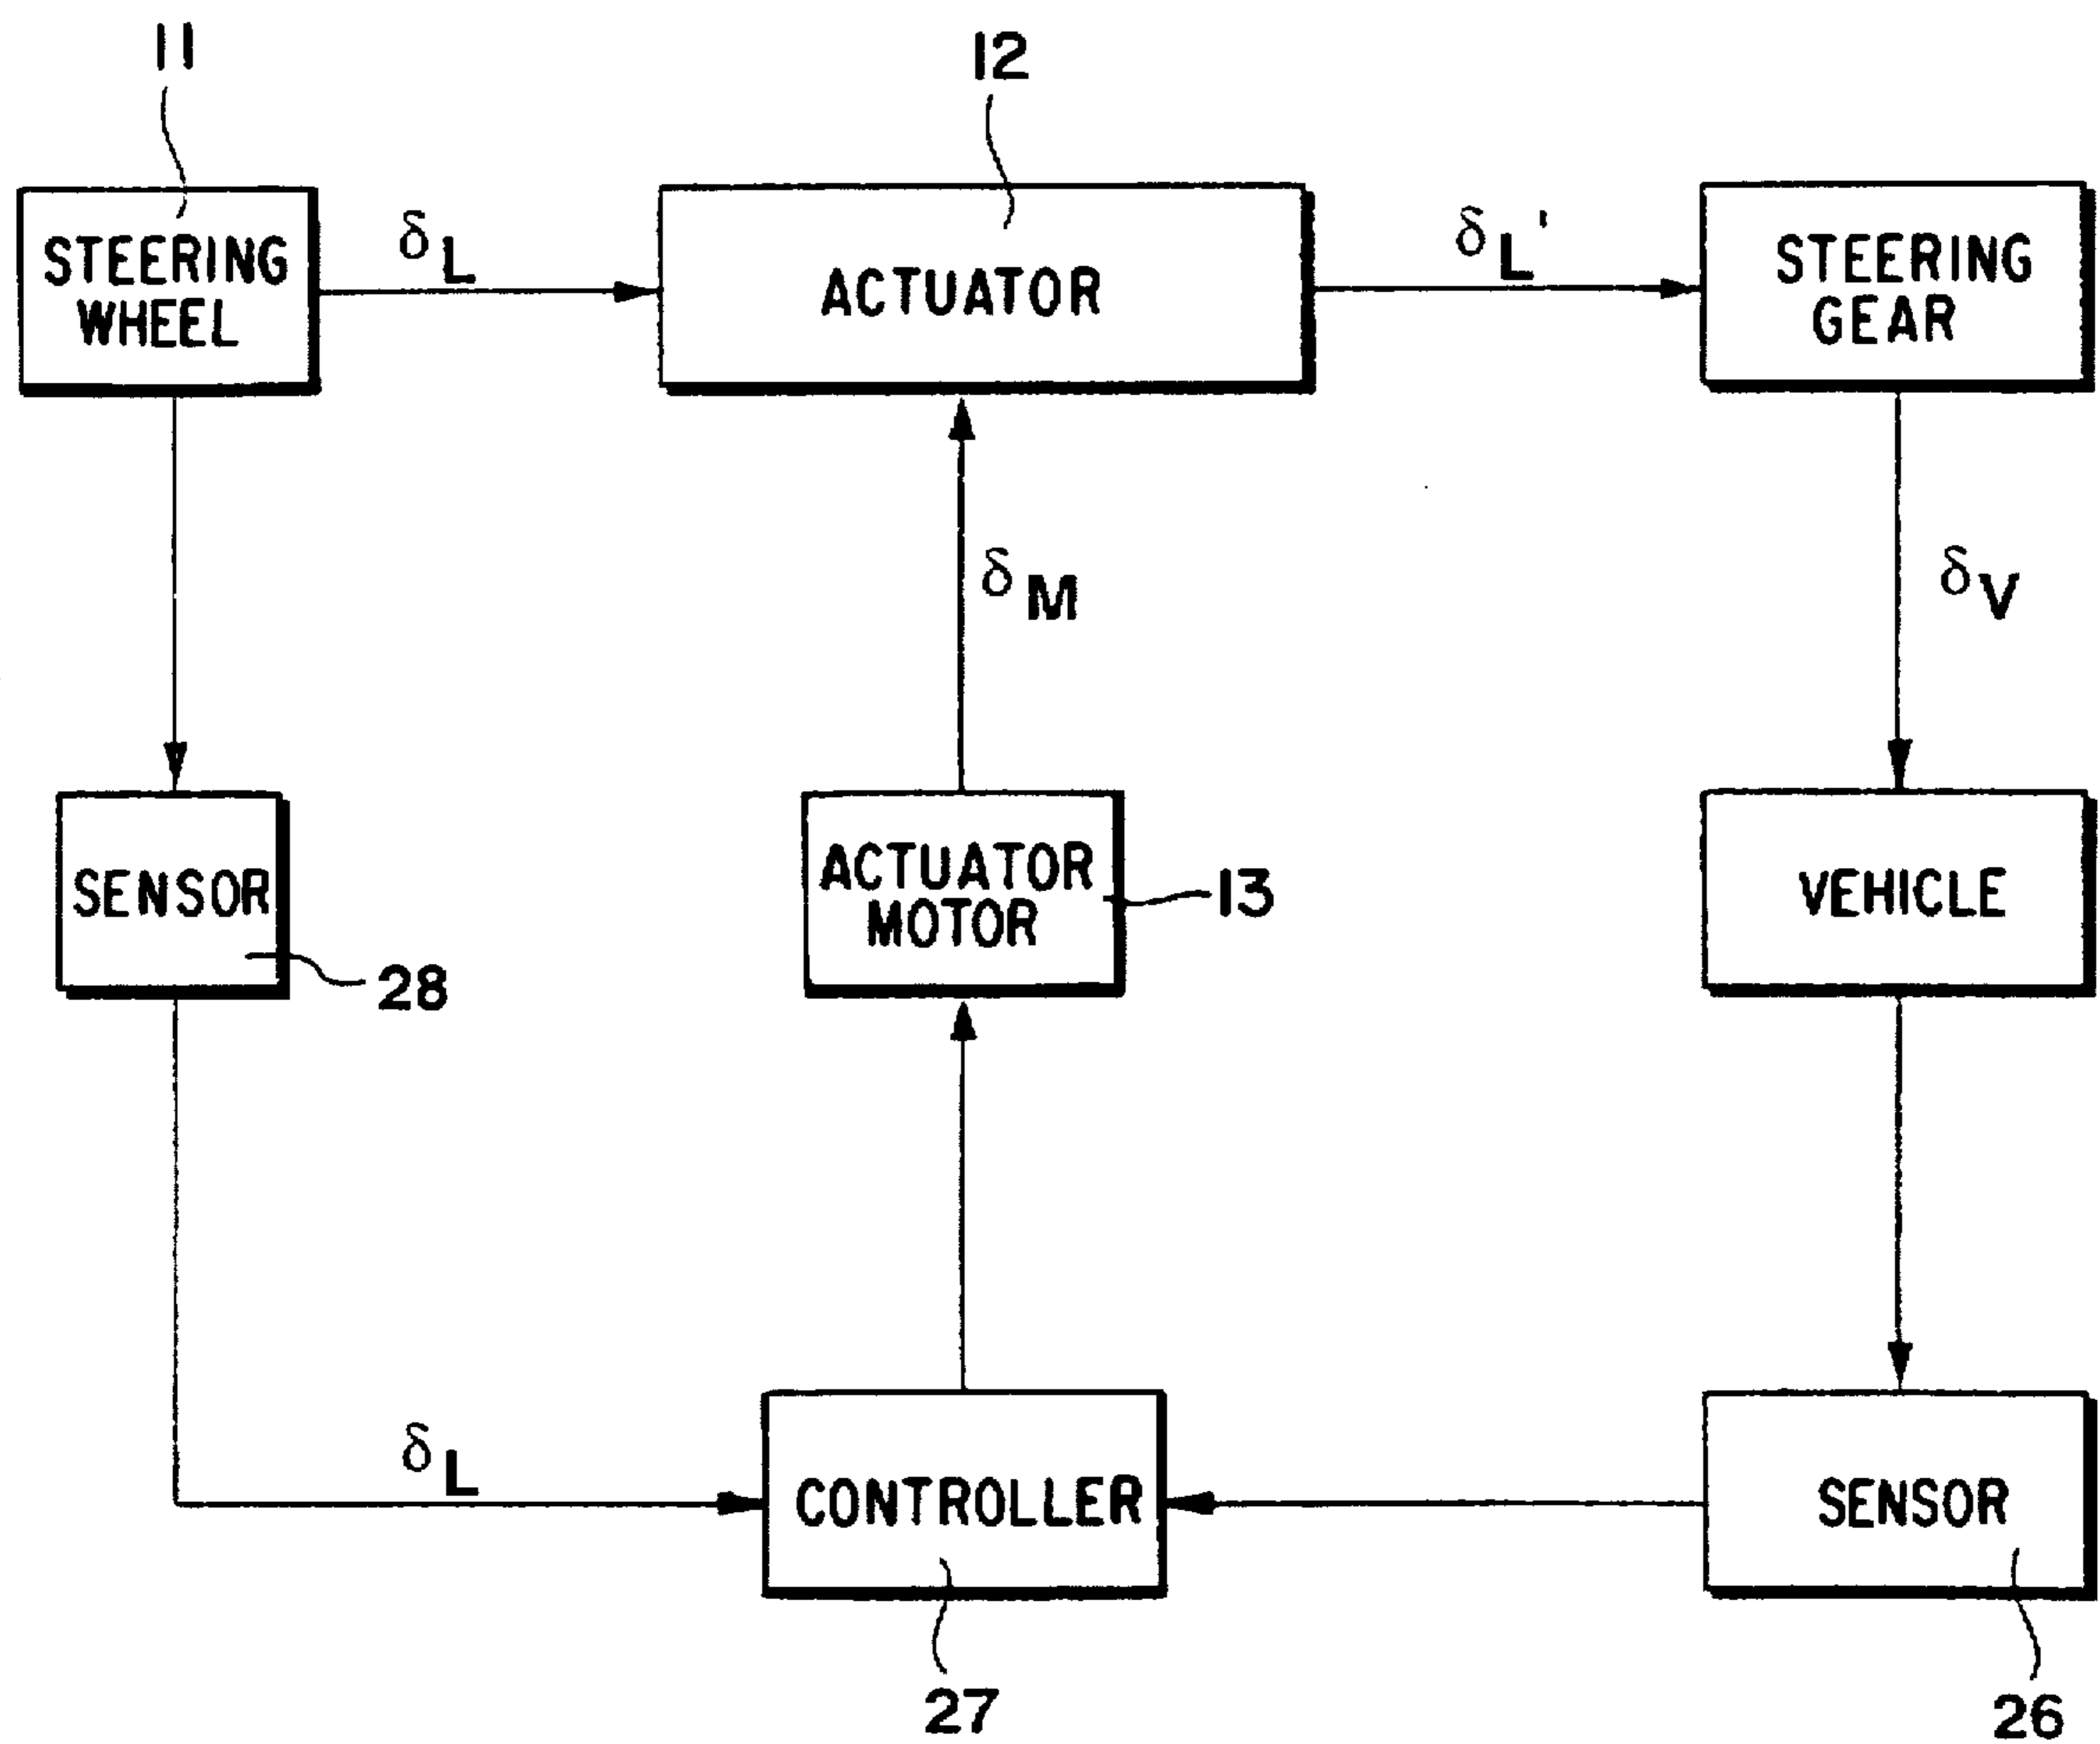 11
12
STEERING
WHEEL
δL
ACTUATOR
δL'
STEERING
GEAR
δM
δV
SENSOR
28
ACTUATOR
MOTOR
13
VEHICLE
δL
CONTROLLER
SENSOR
27
26